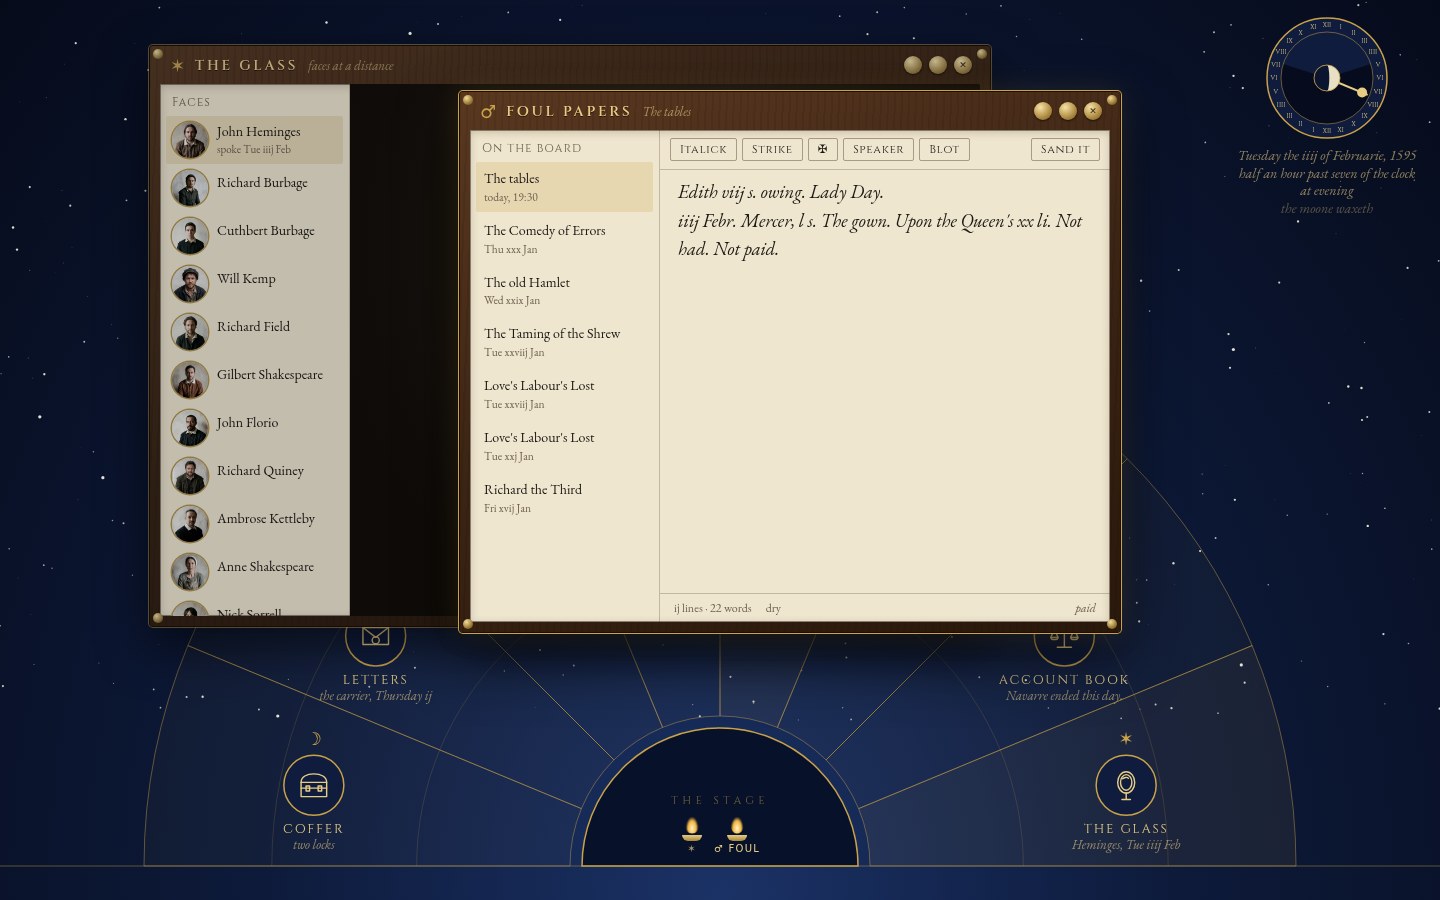 THE GLASS faces at a distance
FACES
John Heminges
spoke Tue iiij Feb
Richard Burbage
Cuthbert Burbage
Will Kemp
Richard Field
Gilbert Shakespeare
John Florio
Richard Quiney
Ambrose Kettleby
Anne Shakespeare
Nick Sorrell
FOUL PAPERS The tables
ON THE BOARD
The tables
today, 19:30
The Comedy of Errors
Thu xxx Jan
The old Hamlet
Wed xxix Jan
The Taming of the Shrew
Tue xxviij Jan
Love's Labour's Lost
Tue xxviij Jan
Love's Labour's Lost
Tue xxj Jan
Richard the Third
Fri xvij Jan
ITALICK STRIKE ✠ SPEAKER BLOT SAND IT
Edith viij s. owing. Lady Day.
iiij Febr. Mercer, l s. The gown. Upon the Queen's xx li. Not
had. Not paid.
ij lines · 22 words dry paid
Tuesday the iiij of Februarie, 1595
half an hour past seven of the clock
at evening
the moone waxeth
LETTERS
the carrier, Thursday ij
ACCOUNT BOOK
Navarre ended this day
COFFER
two locks
THE STAGE
♂ FOUL
THE GLASS
Heminges, Tue iiij Feb